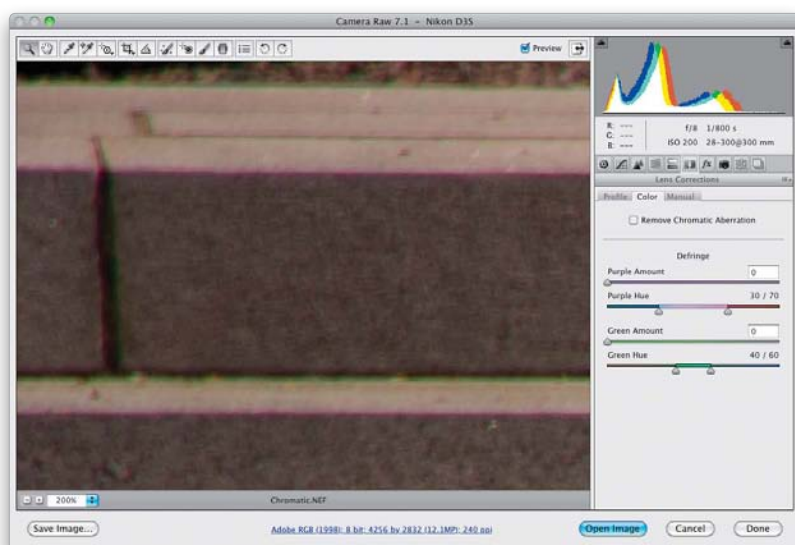 Camera Raw 7.1 – Nikon D3S
Preview
R: ---
G: ---
B: ---
f/8 1/800 s
ISO 200 28-300@300 mm
fx
Lens Corrections
Profile Color Manual
Remove Chromatic Aberration
Defringe
Purple Amount 0
Purple Hue 30 / 70
Green Amount 0
Green Hue 40 / 60
200% Chromatic.NEF
Save Image... Adobe RGB (1998); 8 bit; 4256 by 2832 (12.1MP); 240 ppi Open Image Cancel Done